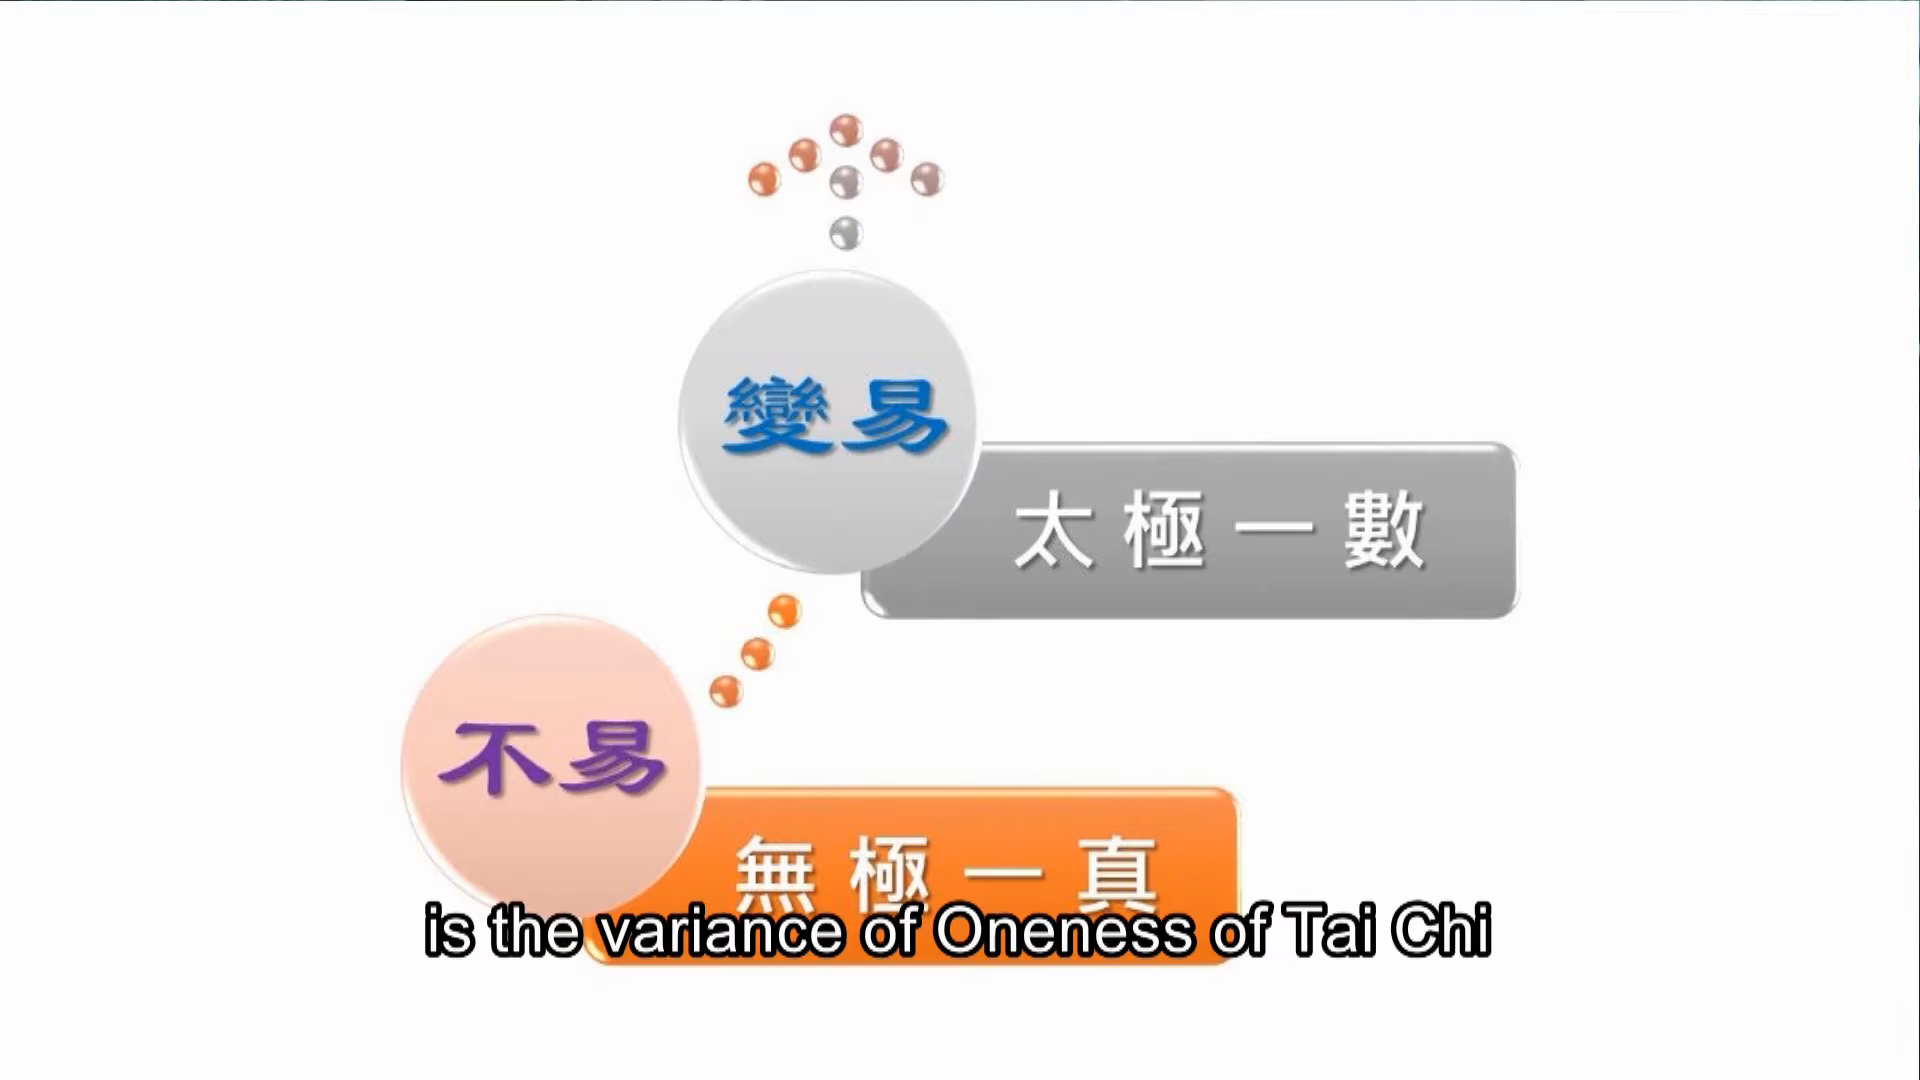 變易
太極一數
不易
無極一真
is the variance of Oneness of Tai Chi